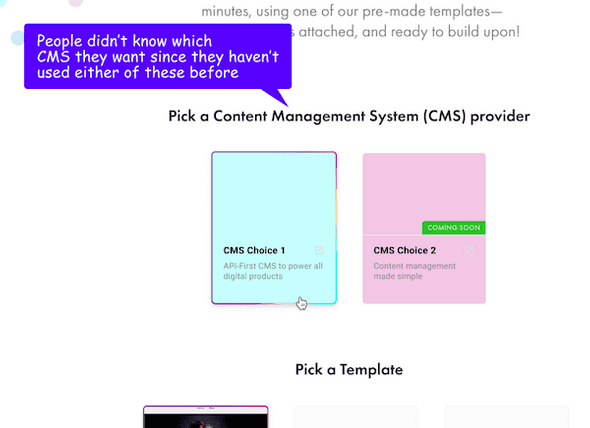 minutes, using one of our pre-made templates—
s attached, and ready to build upon!
People didn't know which
CMS they want since they haven't
used either of these before
Pick a Content Management System (CMS) provider
COMING SOON
CMS Choice 1
API-First CMS to power all
digital products
CMS Choice 2
Content management
made simple
Pick a Template